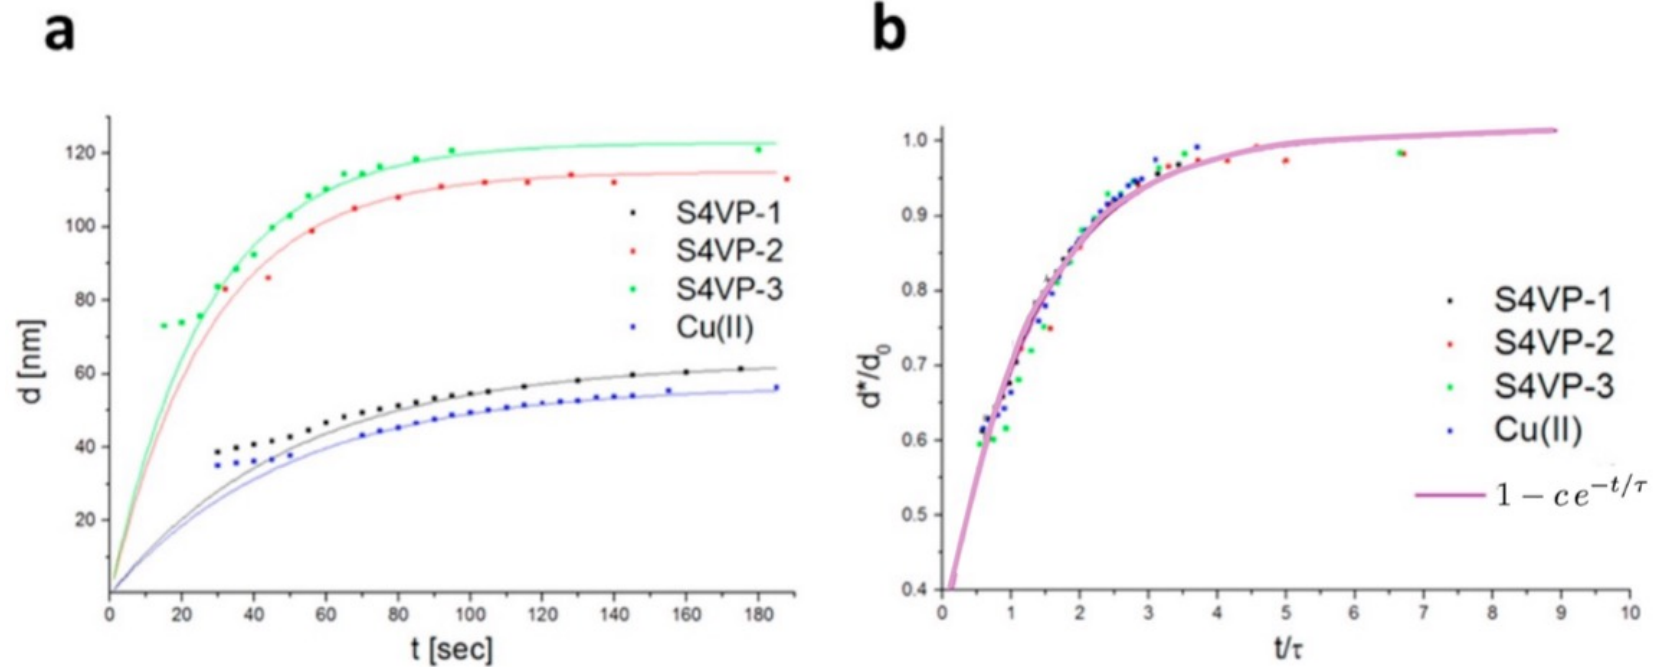 a
d [nm]
120
100
80
60
40
20
0 20 40 60 80 100 120 140 160 180
t [sec]
S4VP-1
S4VP-2
S4VP-3
Cu(II)
b
d*/d₀
1.0
0.9
0.8
0.7
0.6
0.5
0.4
0 1 2 3 4 5 6 7 8 9 10
t/τ
S4VP-1
S4VP-2
S4VP-3
Cu(II)
1 − c e^{−t/τ}